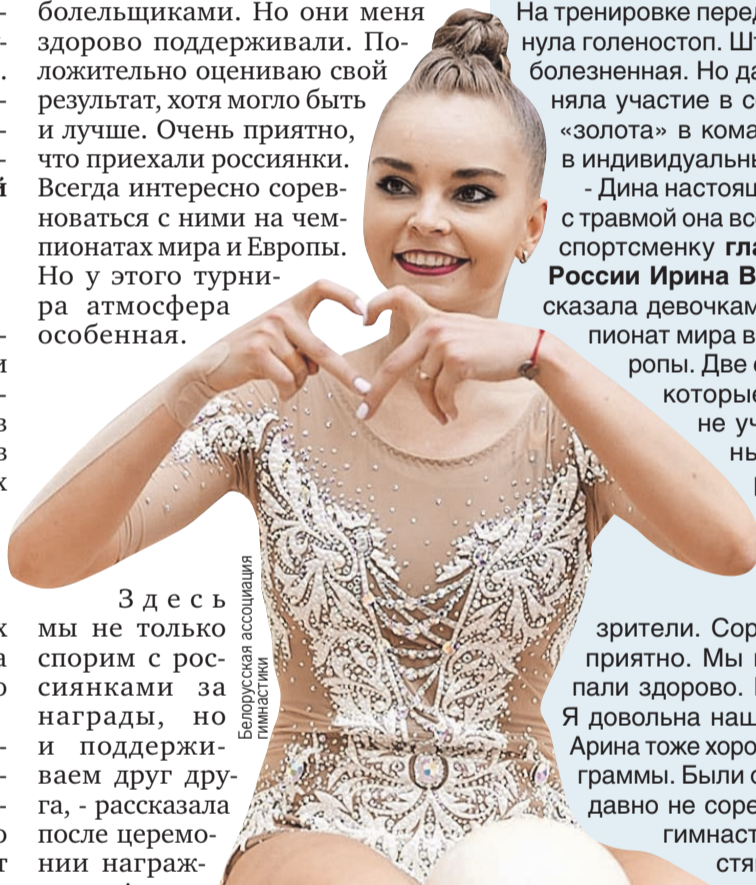 болельщиками. Но они меня
здорово поддерживали. По-
ложительно оцениваю свой
результат, хотя могло быть
и лучше. Очень приятно,
что приехали россиянки.
Всегда интересно сорев-
новаться с ними на чем-
пионатах мира и Европы.
Но у этого турни-
ра атмосфера
особенная.
Здесь
мы не только
спорим с рос-
сиянками за
награды, но
и поддержи-
ваем друг дру-
га, - рассказала
после церемо-
нии награж-
Белорусская ассоциация
гимнастики
На тренировке перед
нула голеностоп. Шт
болезненная. Но да
няла участие в с
«золота» в кома
в индивидуальн
- Дина настоящ
с травмой она вс
спортсменку гла
России Ирина В
сказала девочкам
пионат мира в
ропы. Две
которые
не уч
ны
зрители. Сор
приятно. Мы
пали здорово.
Я довольна наш
Арина тоже хоро
граммы. Были с
давно не соре
гимнаст
стя